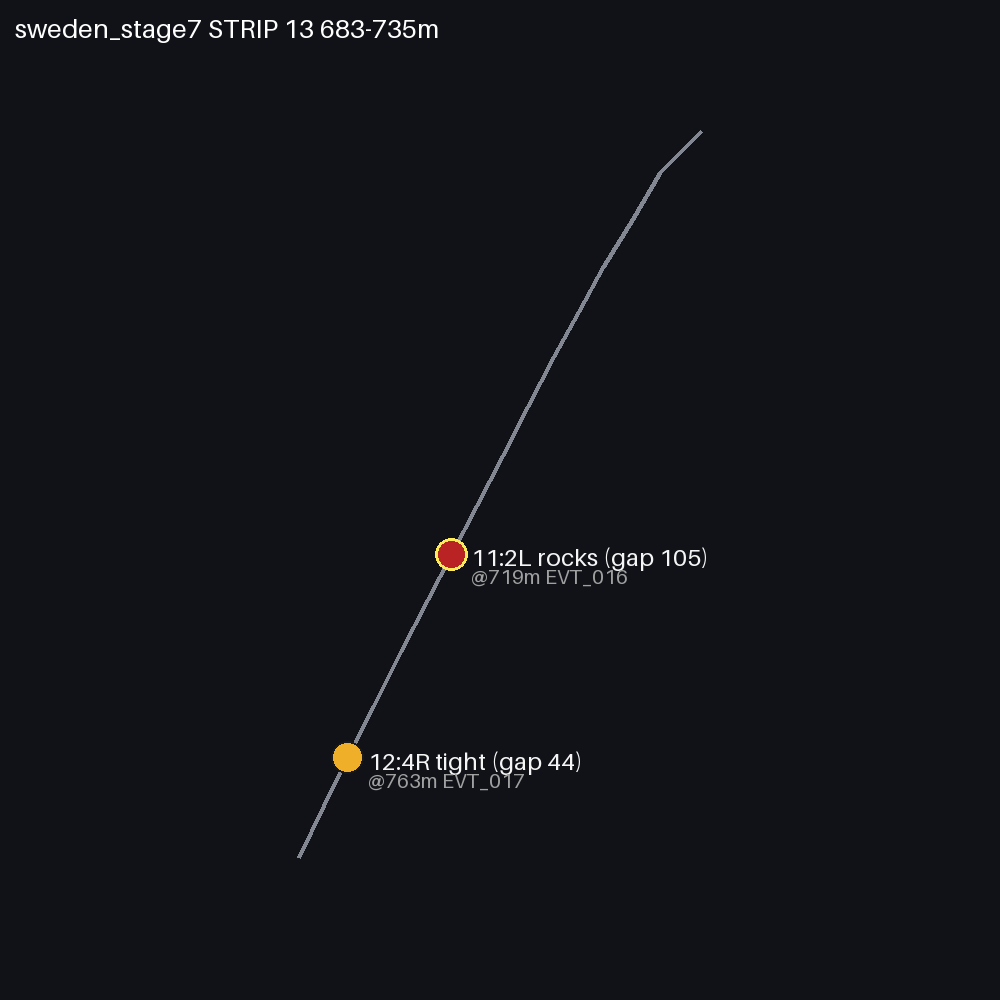 sweden_stage7 STRIP 13 683-735m
11:2L rocks (gap 105)
@719m EVT_016
12:4R tight (gap 44)
@763m EVT_017